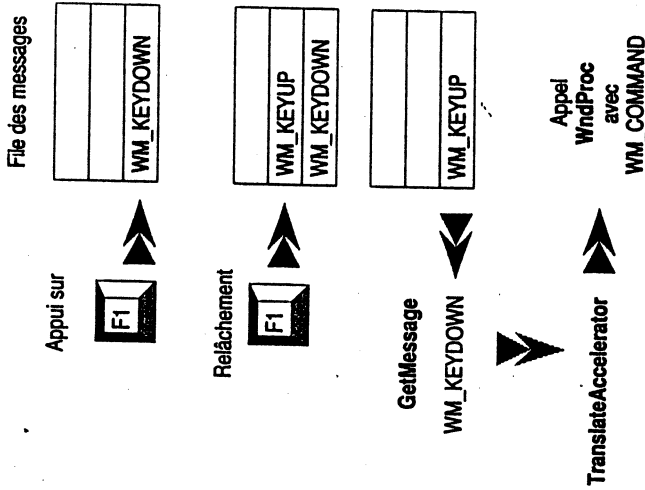 File des messages
Appui sur
F1
WM_KEYDOWN
Relâchement
F1
WM_KEYUP
WM_KEYDOWN
GetMessage
WM_KEYDOWN
WM_KEYUP
TranslateAccelerator
Appel
WndProc
avec
WM_COMMAND